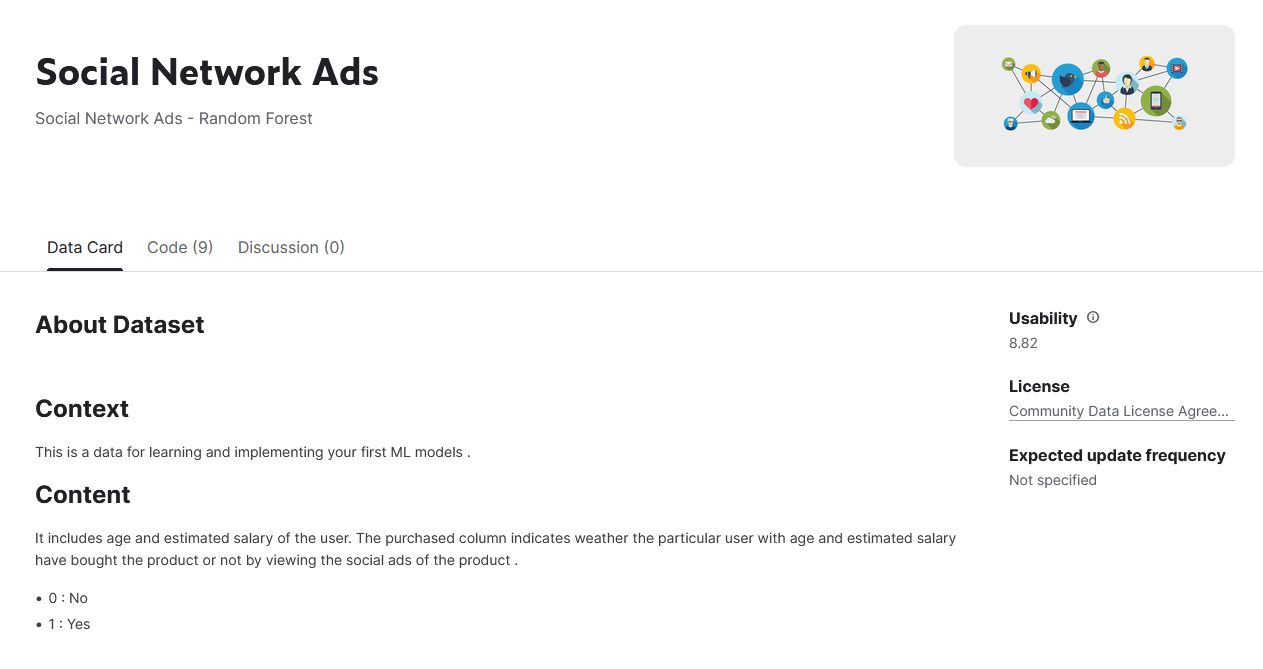 Social Network Ads
Social Network Ads - Random Forest
Data Card
Code (9)
Discussion (0)
About Dataset
Context
This is a data for learning and implementing your first ML models .
Content
It includes age and estimated salary of the user. The purchased column indicates weather the particular user with age and estimated salary
have bought the product or not by viewing the social ads of the product .
• 0 : No
• 1 : Yes
Usability
8.82
License
Community Data License Agree...
Expected update frequency
Not specified